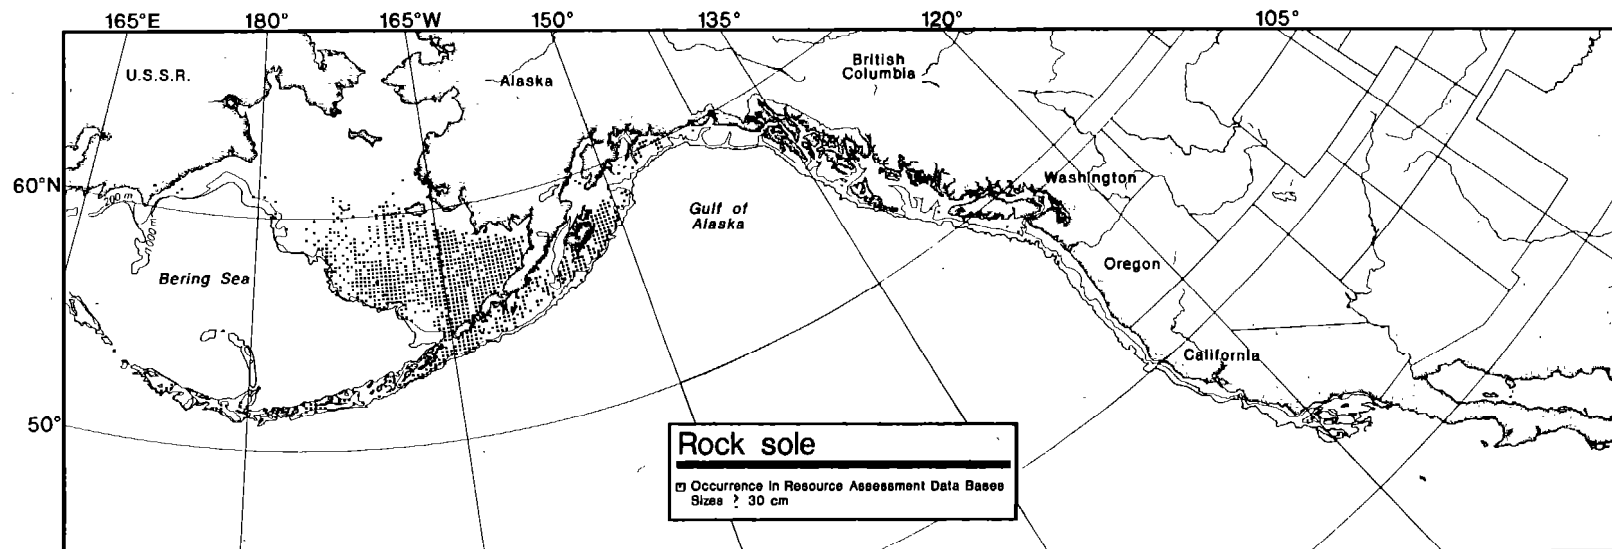 165°E 180° 165°W 150° 135° 120° 105°
U.S.S.R.
Alaska
British
Columbia
60°N
200 m
1000 m
Washington
Gulf of
Alaska
Bering Sea
Oregon
California
50°
Rock sole
Occurrence In Resource Assessment Data Bases
Sizes ≥ 30 cm